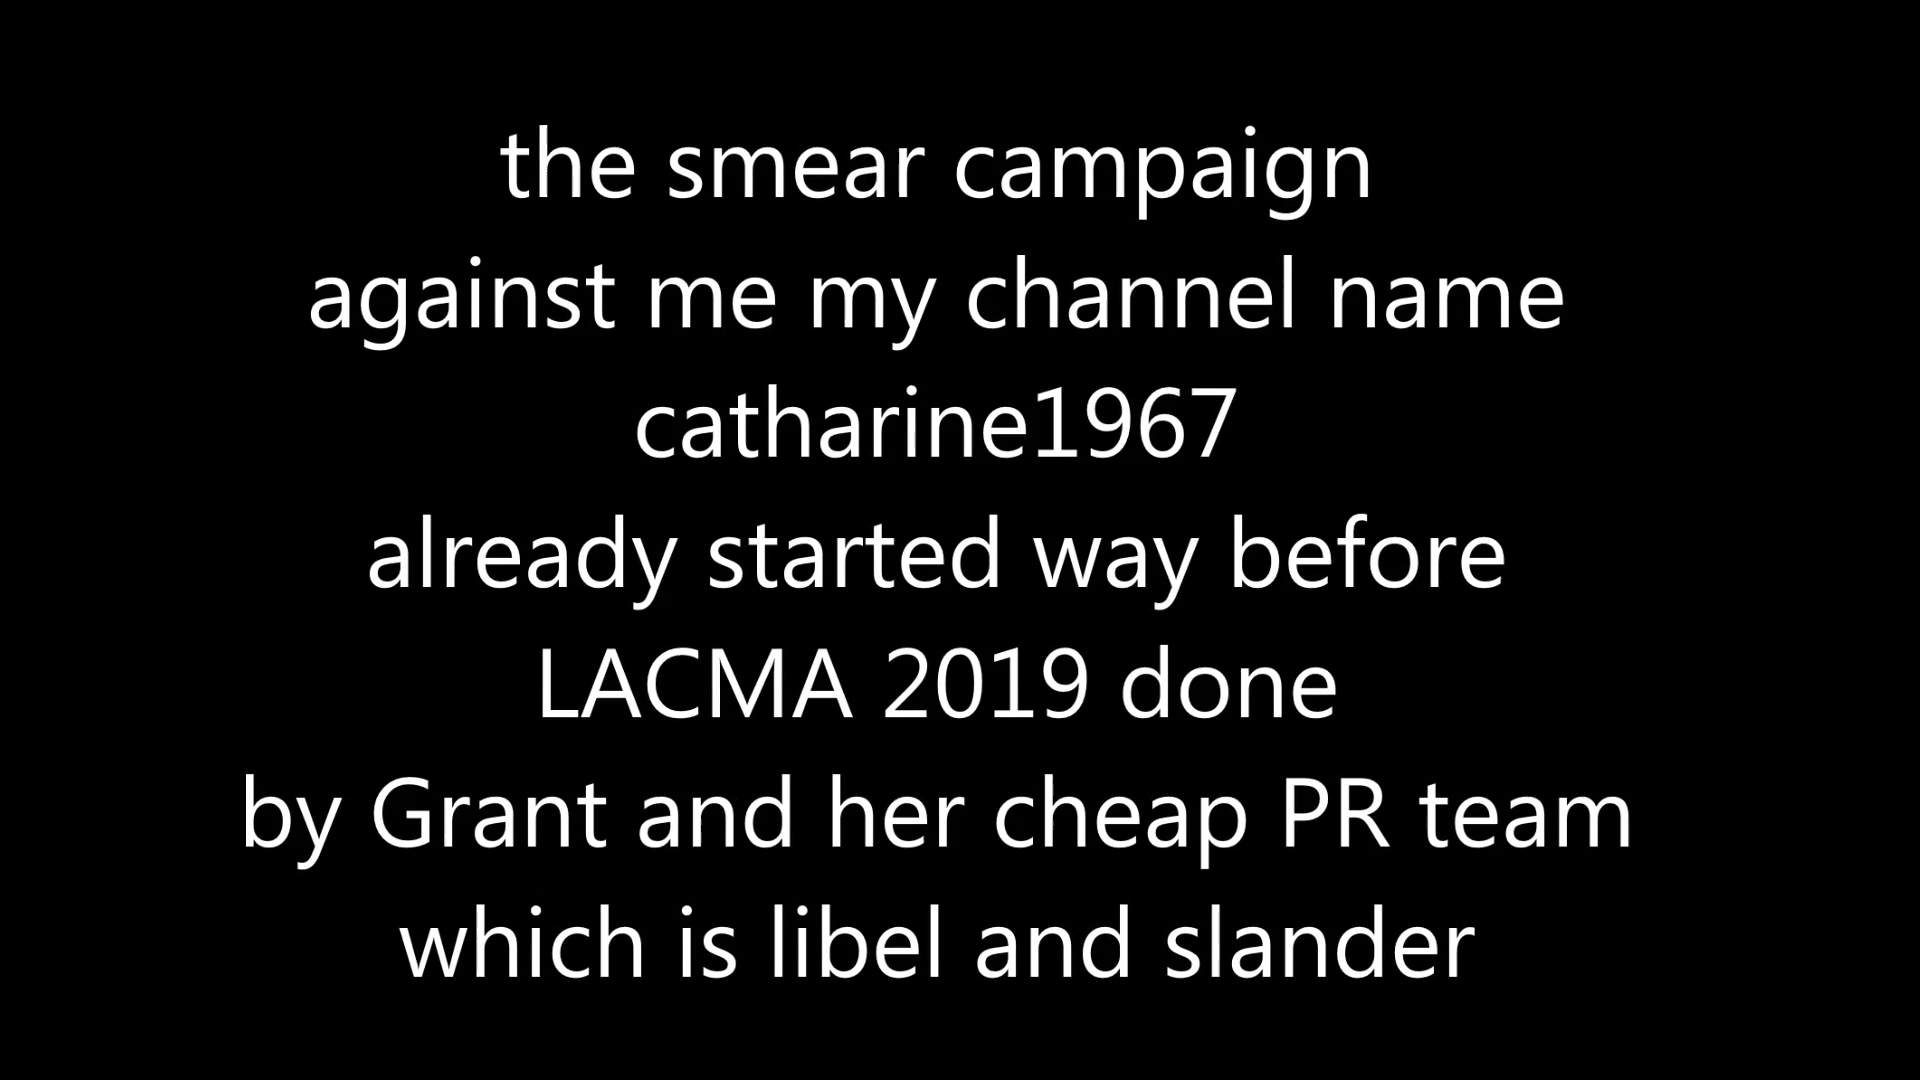 the smear campaign
against me my channel name
catharine1967
already started way before
LACMA 2019 done
by Grant and her cheap PR team
which is libel and slander